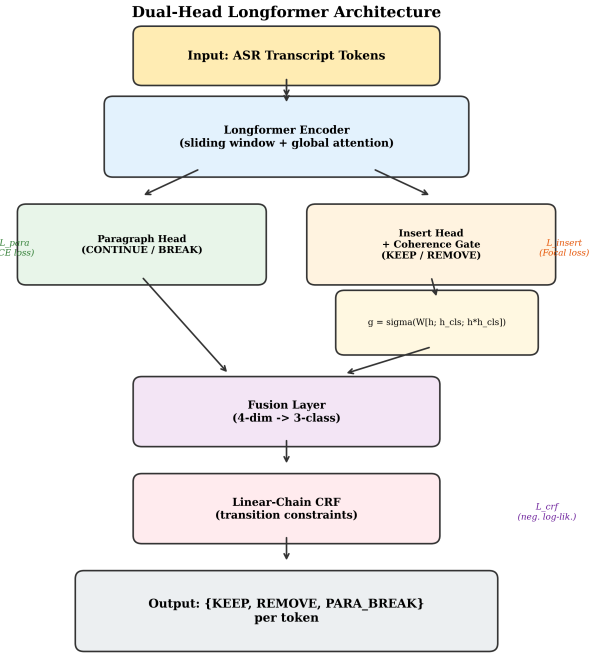 Dual-Head Longformer Architecture
Input: ASR Transcript Tokens
Longformer Encoder
(sliding window + global attention)
L_para
CE loss)
Paragraph Head
(CONTINUE / BREAK)
Insert Head
+ Coherence Gate
(KEEP / REMOVE)
L_insert
(Focal loss)
g = sigma(W[h; h_cls; h*h_cls])
Fusion Layer
(4-dim -> 3-class)
Linear-Chain CRF
(transition constraints)
L_crf
(neg. log-lik.)
Output: {KEEP, REMOVE, PARA_BREAK}
per token